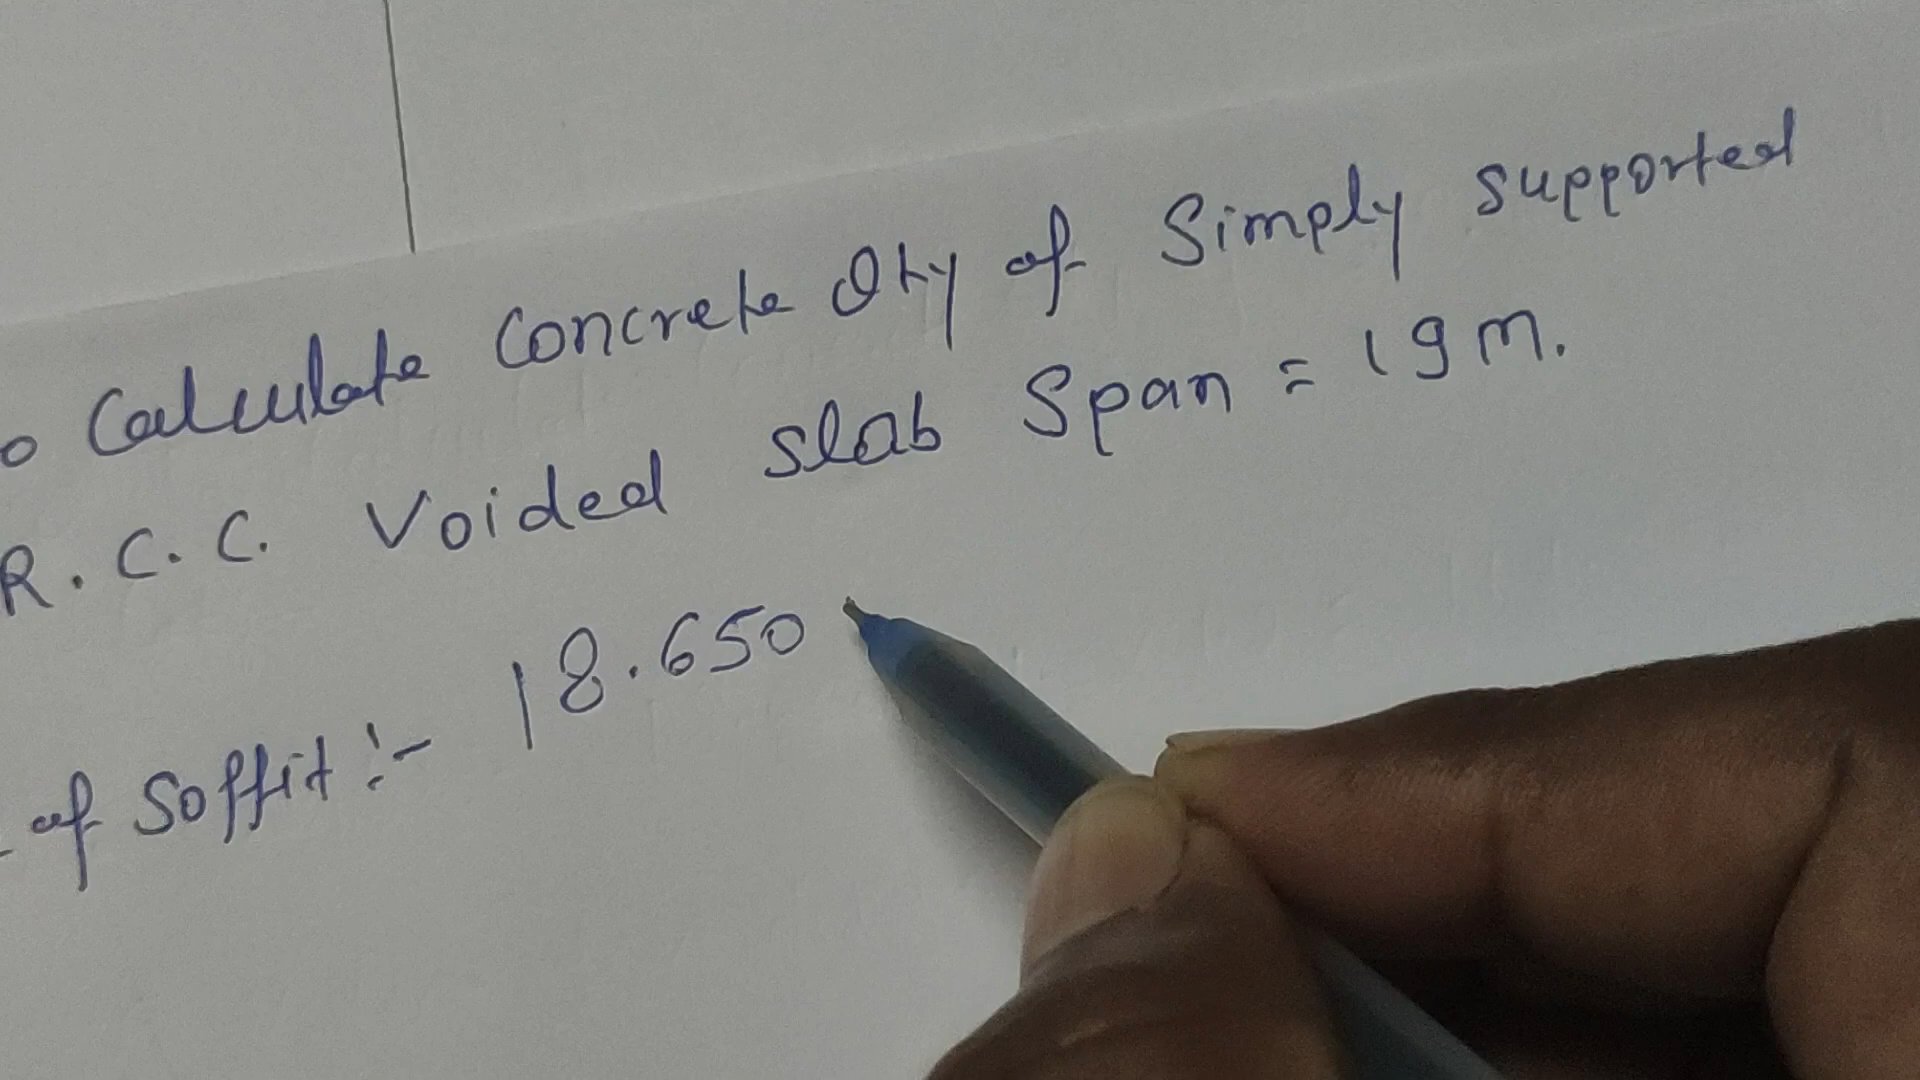 Calculate Concrete Qty of Simply supported
R.C.C. Voided slab Span = 19m.
of Soffit :- 18.650